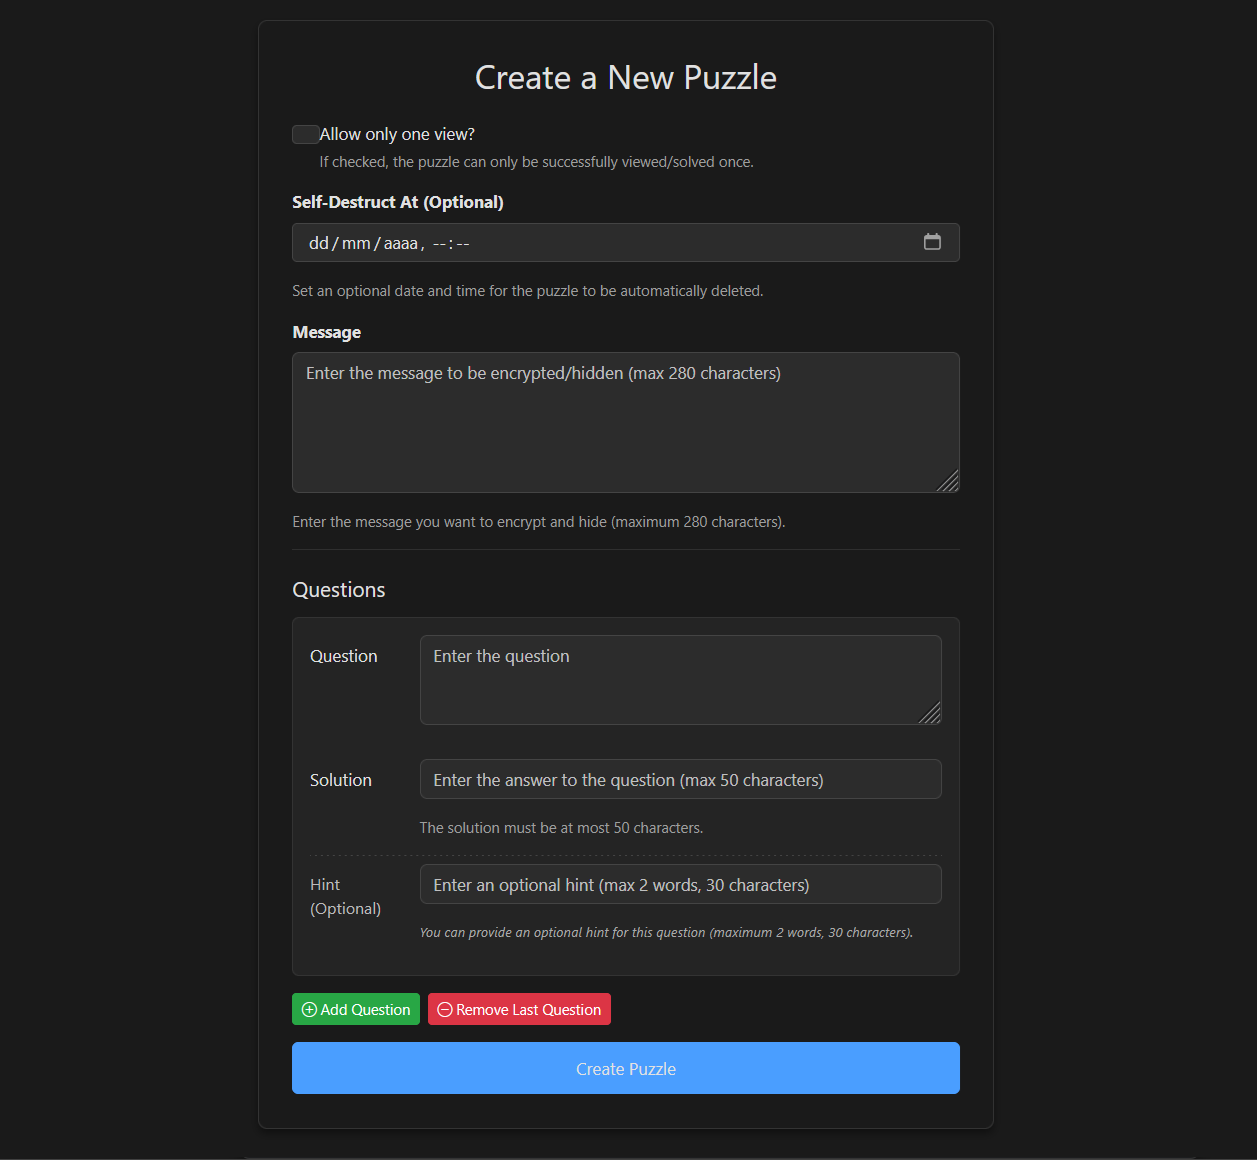 Create a New Puzzle
Allow only one view?
If checked, the puzzle can only be successfully viewed/solved once.
Self-Destruct At (Optional)
dd/mm/aaaa, --:--
Set an optional date and time for the puzzle to be automatically deleted.
Message
Enter the message to be encrypted/hidden (max 280 characters)
Enter the message you want to encrypt and hide (maximum 280 characters).
Questions
Question
Enter the question
Solution
Enter the answer to the question (max 50 characters)
The solution must be at most 50 characters.
Hint
(Optional)
Enter an optional hint (max 2 words, 30 characters)
You can provide an optional hint for this question (maximum 2 words, 30 characters).
Add Question
Remove Last Question
Create Puzzle